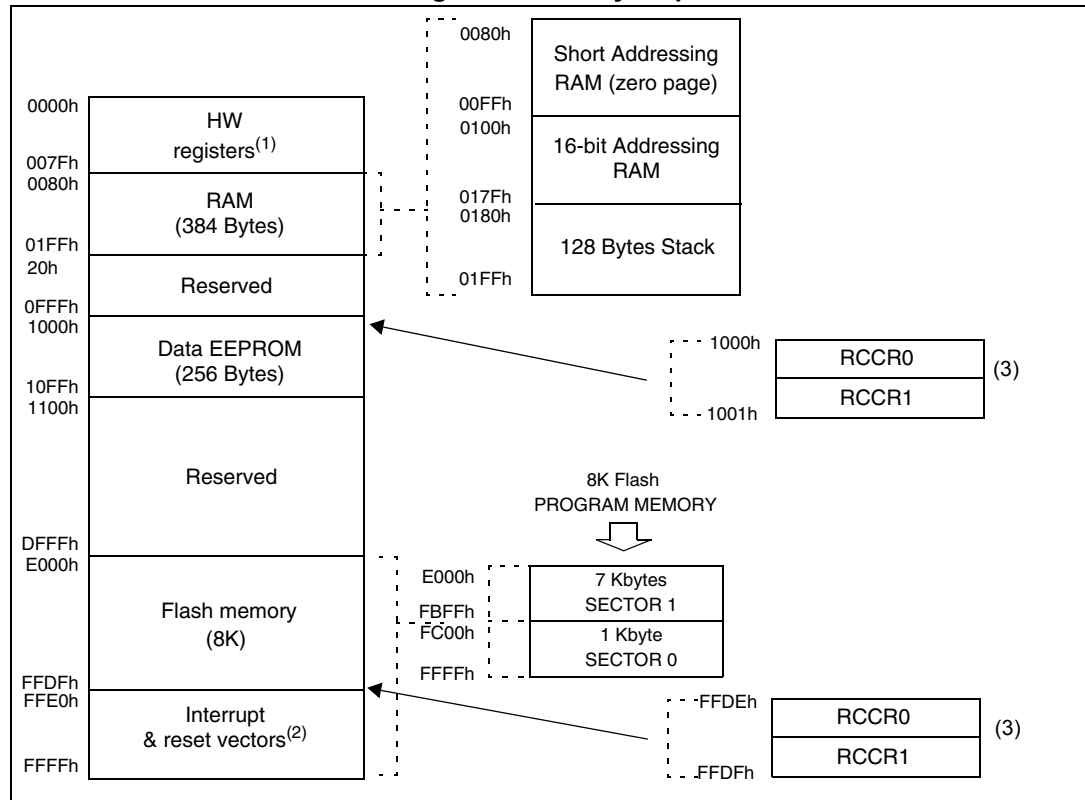 0000h
HW
registers(1)
007Fh
0080h
RAM
(384 Bytes)
01FFh
20h
Reserved
0FFFh
1000h
Data EEPROM
(256 Bytes)
10FFh
1100h
Reserved
DFFFh
E000h
Flash memory
(8K)
FFDFh
FFE0h
Interrupt
& reset vectors(2)
FFFFh
0080h
Short Addressing
RAM (zero page)
00FFh
0100h
16-bit Addressing
RAM
017Fh
0180h
128 Bytes Stack
01FFh
1000h
RCCR0
(3)
RCCR1
1001h
8K Flash
PROGRAM MEMORY
E000h
7 Kbytes
SECTOR 1
FBFFh
FC00h
1 Kbyte
SECTOR 0
FFFFh
FFDEh
RCCR0
(3)
RCCR1
FFDFh